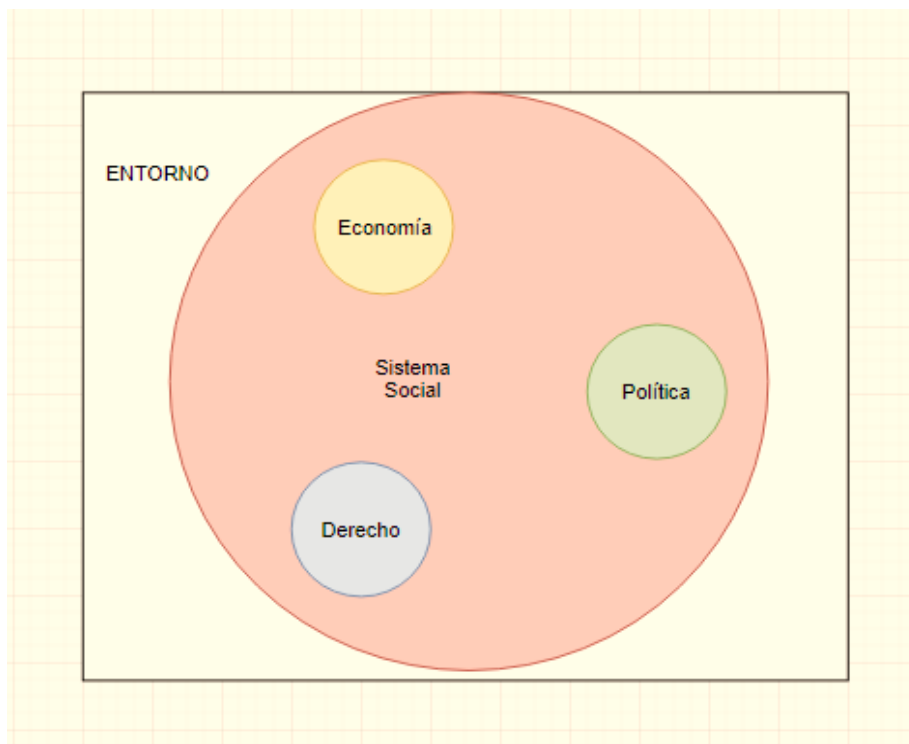 ENTORNO
Economía
Sistema
Social
Política
Derecho